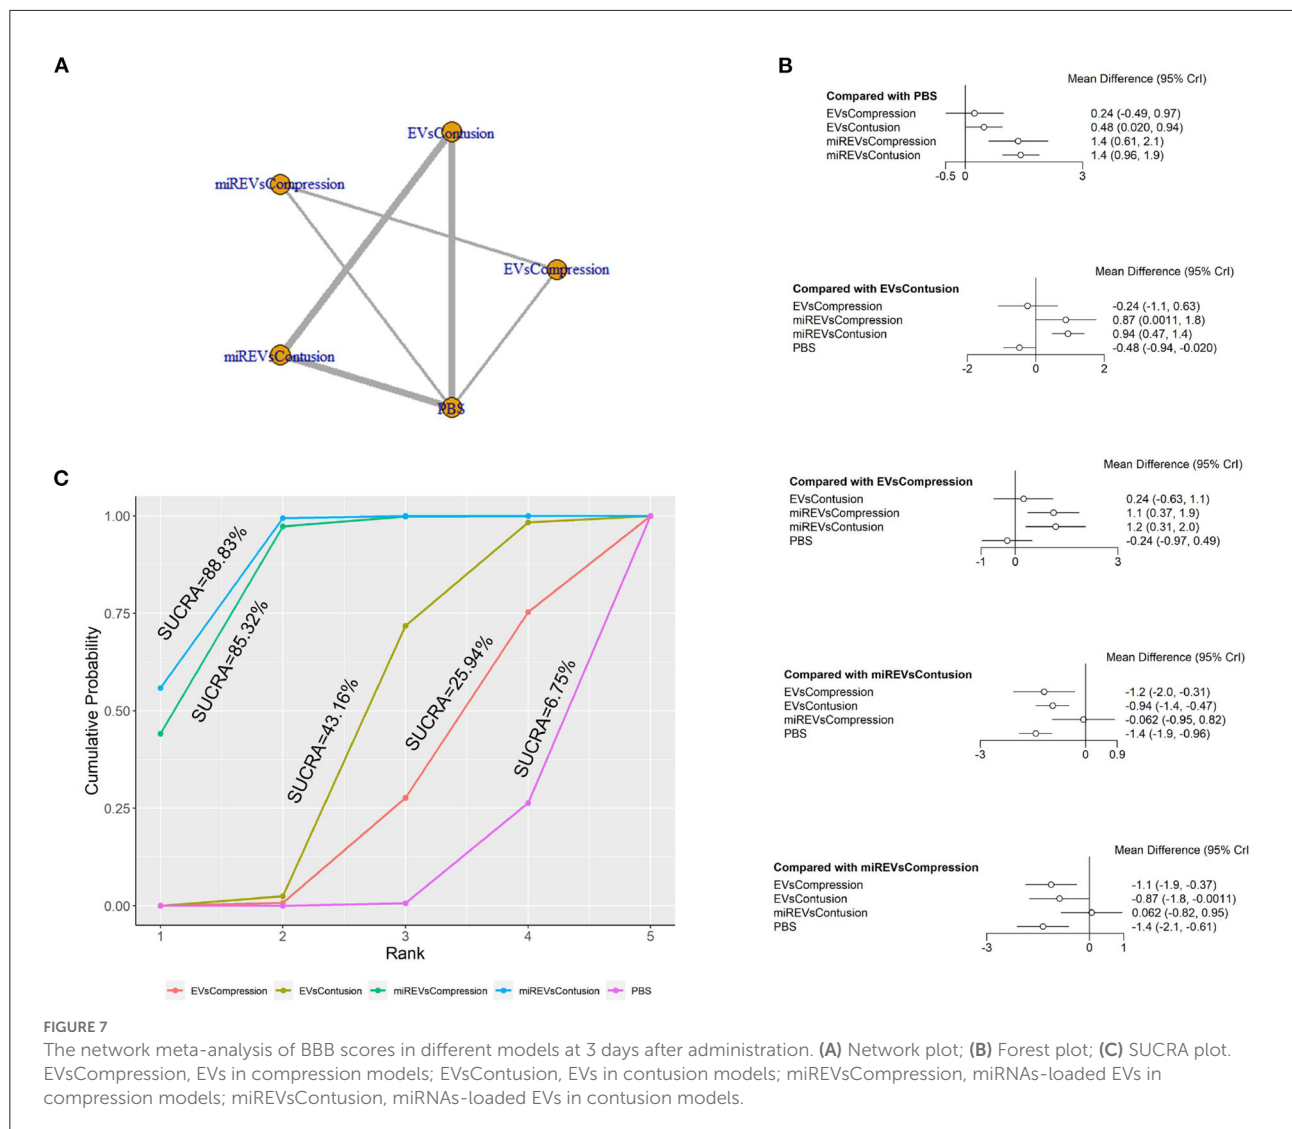 A
EVsContusion
miREVsCompression
EVsCompression
miREVsContusion
PBS
B
Mean Difference (95% CrI)
Compared with PBS
EVsCompression 0.24 (-0.49, 0.97)
EVsContusion 0.48 (0.020, 0.94)
miREVsCompression 1.4 (0.61, 2.1)
miREVsContusion 1.4 (0.96, 1.9)
-0.5 0 3
Mean Difference (95% CrI)
Compared with EVsContusion
EVsCompression -0.24 (-1.1, 0.63)
miREVsCompression 0.87 (0.0011, 1.8)
miREVsContusion 0.94 (0.47, 1.4)
PBS -0.48 (-0.94, -0.020)
-2 0 2
Mean Difference (95% CrI)
Compared with EVsCompression
EVsContusion 0.24 (-0.63, 1.1)
miREVsCompression 1.1 (0.37, 1.9)
miREVsContusion 1.2 (0.31, 2.0)
PBS -0.24 (-0.97, 0.49)
-1 0 3
Mean Difference (95% CrI)
Compared with miREVsContusion
EVsCompression -1.2 (-2.0, -0.31)
EVsContusion -0.94 (-1.4, -0.47)
miREVsCompression -0.062 (-0.95, 0.82)
PBS -1.4 (-1.9, -0.96)
-3 0 0.9
Mean Difference (95% CrI
Compared with miREVsCompression
EVsCompression -1.1 (-1.9, -0.37)
EVsContusion -0.87 (-1.8, -0.0011)
miREVsContusion 0.062 (-0.82, 0.95)
PBS -1.4 (-2.1, -0.61)
-3 0 1
C
Cumulative Probability
1.00
0.75
0.50
0.25
0.00
SUCRA=88.83%
SUCRA=85.32%
SUCRA=43.16%
SUCRA=25.94%
SUCRA=6.75%
1 2 3 4 5
Rank
EVsCompression EVsContusion miREVsCompression miREVsContusion PBS
FIGURE 7
The network meta-analysis of BBB scores in different models at 3 days after administration. (A) Network plot; (B) Forest plot; (C) SUCRA plot.
EVsCompression, EVs in compression models; EVsContusion, EVs in contusion models; miREVsCompression, miRNAs-loaded EVs in
compression models; miREVsContusion, miRNAs-loaded EVs in contusion models.